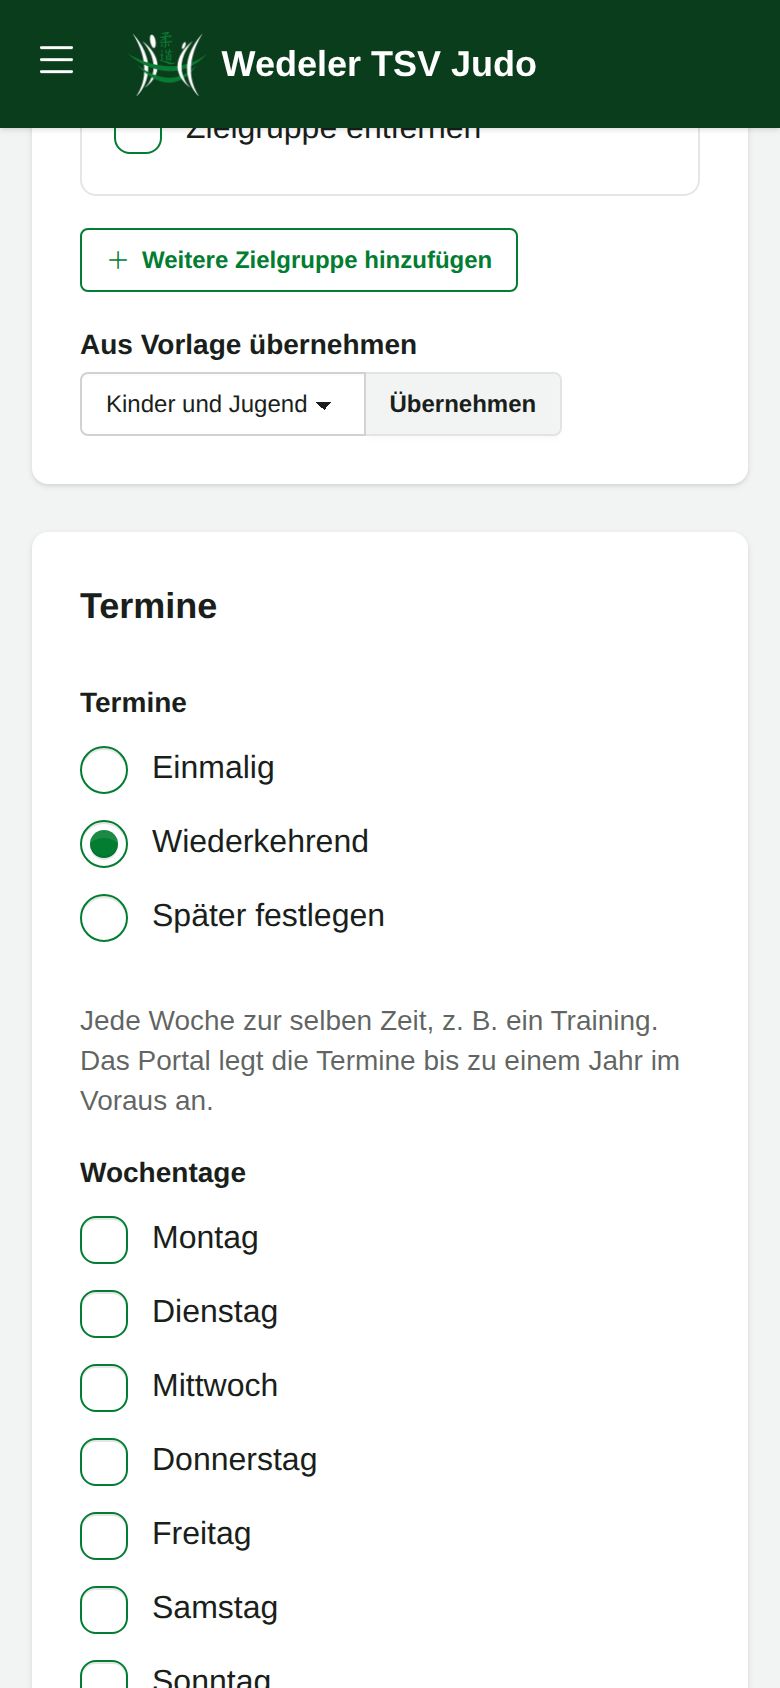 Wedeler TSV Judo
Zielgruppe entfernen
Weitere Zielgruppe hinzufügen
Aus Vorlage übernehmen
Kinder und Jugend Übernehmen
Termine
Termine
Einmalig
Wiederkehrend
Später festlegen
Jede Woche zur selben Zeit, z. B. ein Training.
Das Portal legt die Termine bis zu einem Jahr im
Voraus an.
Wochentage
Montag
Dienstag
Mittwoch
Donnerstag
Freitag
Samstag
Sonntag